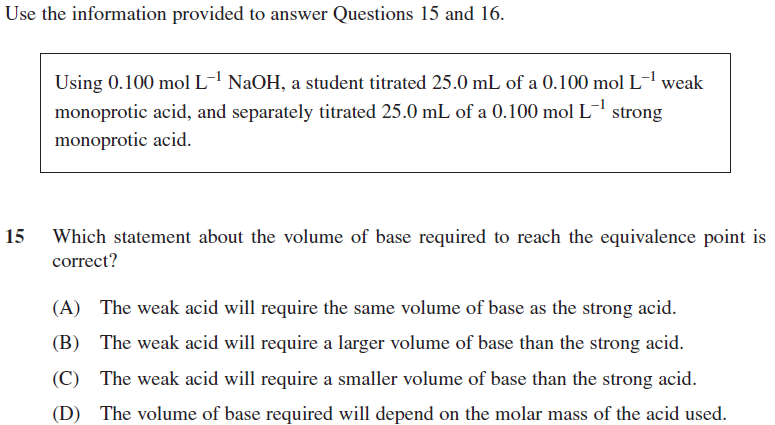 Use the information provided to answer Questions 15 and 16.
Using 0.100 mol L⁻¹ NaOH, a student titrated 25.0 mL of a 0.100 mol L⁻¹ weak
monoprotic acid, and separately titrated 25.0 mL of a 0.100 mol L⁻¹ strong
monoprotic acid.
15 Which statement about the volume of base required to reach the equivalence point is
correct?
(A) The weak acid will require the same volume of base as the strong acid.
(B) The weak acid will require a larger volume of base than the strong acid.
(C) The weak acid will require a smaller volume of base than the strong acid.
(D) The volume of base required will depend on the molar mass of the acid used.